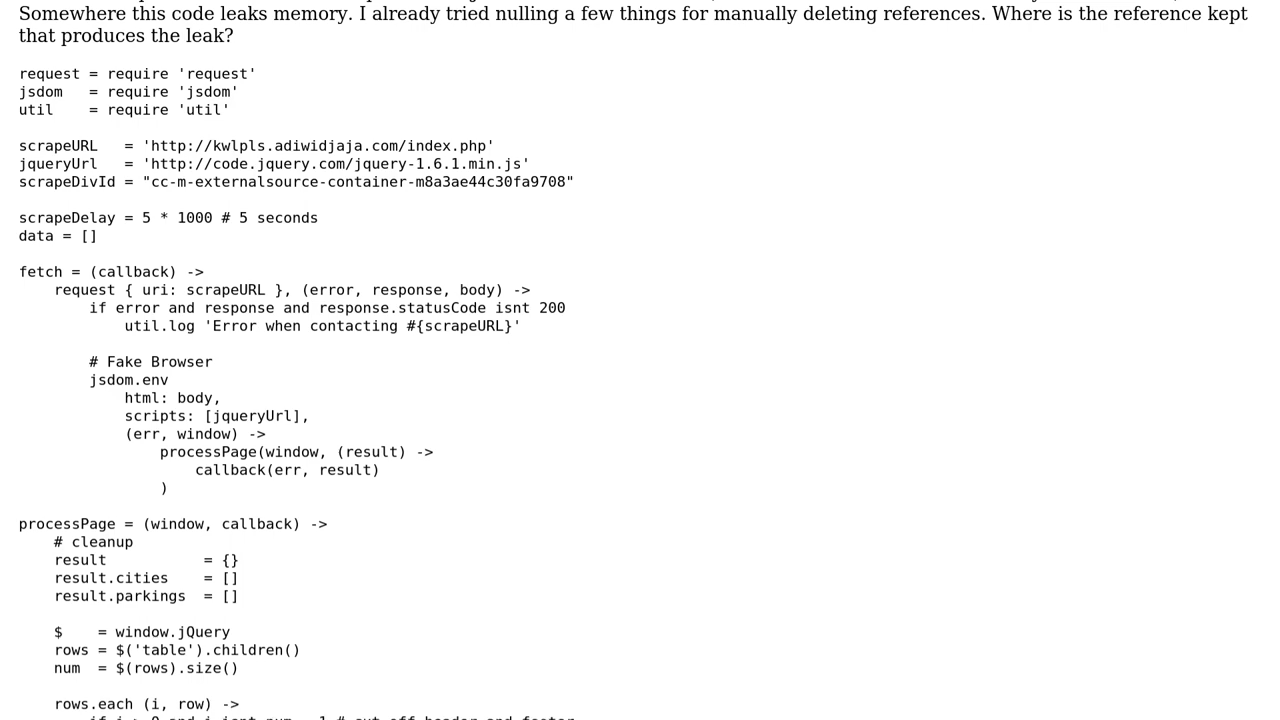 Somewhere this code leaks memory. I already tried nulling a few things for manually deleting references. Where is the reference kept
that produces the leak?
request = require 'request'
jsdom   = require 'jsdom'
util    = require 'util'
scrapeURL   = 'http://kwlpls.adiwidjaja.com/index.php'
jqueryUrl   = 'http://code.jquery.com/jquery-1.6.1.min.js'
scrapeDivId = "cc-m-externalsource-container-m8a3ae44c30fa9708"
scrapeDelay = 5 * 1000 # 5 seconds
data = []
fetch = (callback) ->
    request { uri: scrapeURL }, (error, response, body) ->
        if error and response and response.statusCode isnt 200
            util.log 'Error when contacting #{scrapeURL}'
        # Fake Browser
        jsdom.env
            html: body,
            scripts: [jqueryUrl],
            (err, window) ->
                processPage(window, (result) ->
                    callback(err, result)
                )
processPage = (window, callback) ->
    # cleanup
    result           = {}
    result.cities    = []
    result.parkings  = []
    $    = window.jQuery
    rows = $('table').children()
    num  = $(rows).size()
    rows.each (i, row) ->